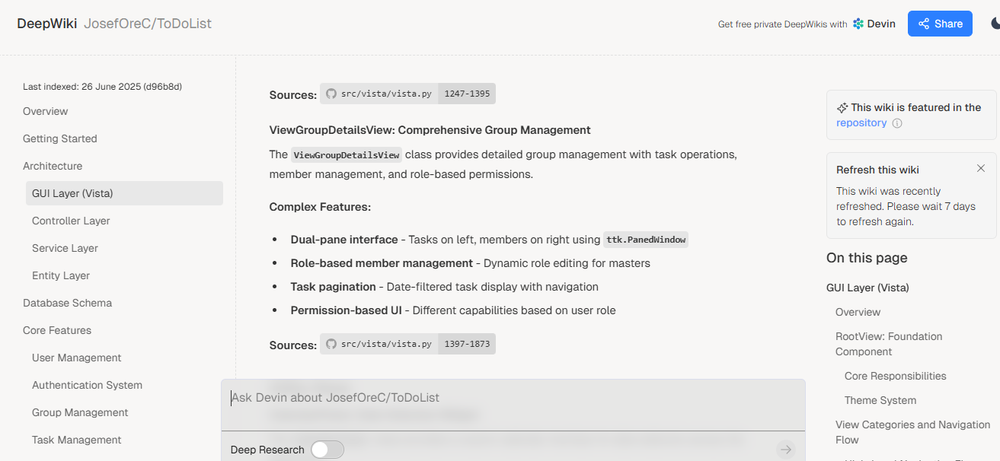 DeepWiki JosefOreC/ToDoList
Get free private DeepWikis with Devin
Share
Last indexed: 26 June 2025 (d96b8d)
Overview
Getting Started
Architecture
GUI Layer (Vista)
Controller Layer
Service Layer
Entity Layer
Database Schema
Core Features
User Management
Authentication System
Group Management
Task Management
Sources: src/vista/vista.py 1247-1395
ViewGroupDetailsView: Comprehensive Group Management
The ViewGroupDetailsView class provides detailed group management with task operations,
member management, and role-based permissions.
Complex Features:
• Dual-pane interface - Tasks on left, members on right using ttk.PanedWindow
• Role-based member management - Dynamic role editing for masters
• Task pagination - Date-filtered task display with navigation
• Permission-based UI - Different capabilities based on user role
Sources: src/vista/vista.py 1397-1873
Ask Devin about JosefOreC/ToDoList
Deep Research
This wiki is featured in the
repository
Refresh this wiki
This wiki was recently
refreshed. Please wait 7 days
to refresh again.
On this page
GUI Layer (Vista)
Overview
RootView: Foundation
Component
Core Responsibilities
Theme System
View Categories and Navigation
Flow